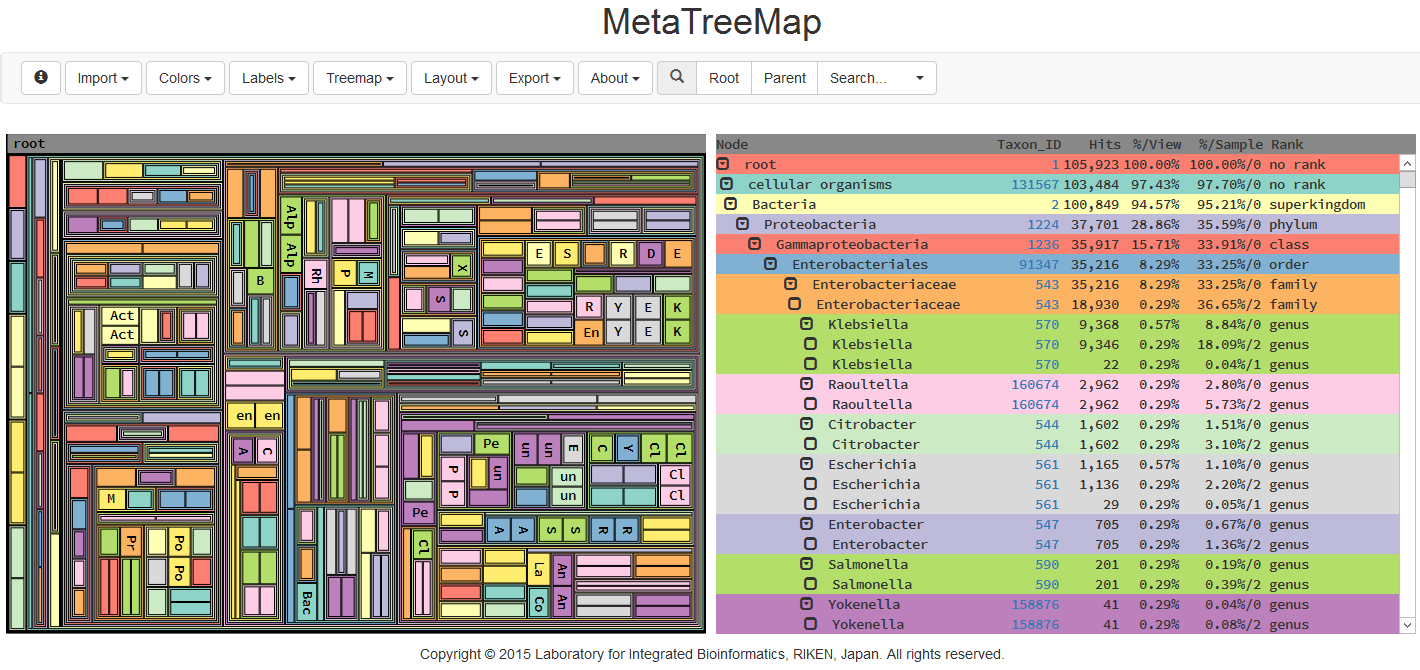 MetaTreeMap
Import Colors Labels Treemap Layout Export About Root Parent Search...
root
Alp
Alp
Rh
B
P
M
X
S
S
E S R D E
R Y E K
En Y E K
Act
Act
en en
A C
M
Pr
Po
Po
Bac
Pe
P
P
un
Pe
un un E C Y Cl Cl
un
un
Cl
Cl
Pe
Cl
A A S S R R
La
Co
An
An
Node Taxon_ID Hits %/View %/Sample Rank
root 1 105,923 100.00% 100.00%/0 no rank
cellular organisms 131567 103,484 97.43% 97.70%/0 no rank
Bacteria 2 100,849 94.57% 95.21%/0 superkingdom
Proteobacteria 1224 37,701 28.86% 35.59%/0 phylum
Gammaproteobacteria 1236 35,917 15.71% 33.91%/0 class
Enterobacteriales 91347 35,216 8.29% 33.25%/0 order
Enterobacteriaceae 543 35,216 8.29% 33.25%/0 family
Enterobacteriaceae 543 18,930 0.29% 36.65%/2 family
Klebsiella 570 9,368 0.57% 8.84%/0 genus
Klebsiella 570 9,346 0.29% 18.09%/2 genus
Klebsiella 570 22 0.29% 0.04%/1 genus
Raoultella 160674 2,962 0.29% 2.80%/0 genus
Raoultella 160674 2,962 0.29% 5.73%/2 genus
Citrobacter 544 1,602 0.29% 1.51%/0 genus
Citrobacter 544 1,602 0.29% 3.10%/2 genus
Escherichia 561 1,165 0.57% 1.10%/0 genus
Escherichia 561 1,136 0.29% 2.20%/2 genus
Escherichia 561 29 0.29% 0.05%/1 genus
Enterobacter 547 705 0.29% 0.67%/0 genus
Enterobacter 547 705 0.29% 1.36%/2 genus
Salmonella 590 201 0.29% 0.19%/0 genus
Salmonella 590 201 0.29% 0.39%/2 genus
Yokenella 158876 41 0.29% 0.04%/0 genus
Yokenella 158876 41 0.29% 0.08%/2 genus
Copyright © 2015 Laboratory for Integrated Bioinformatics, RIKEN, Japan. All rights reserved.